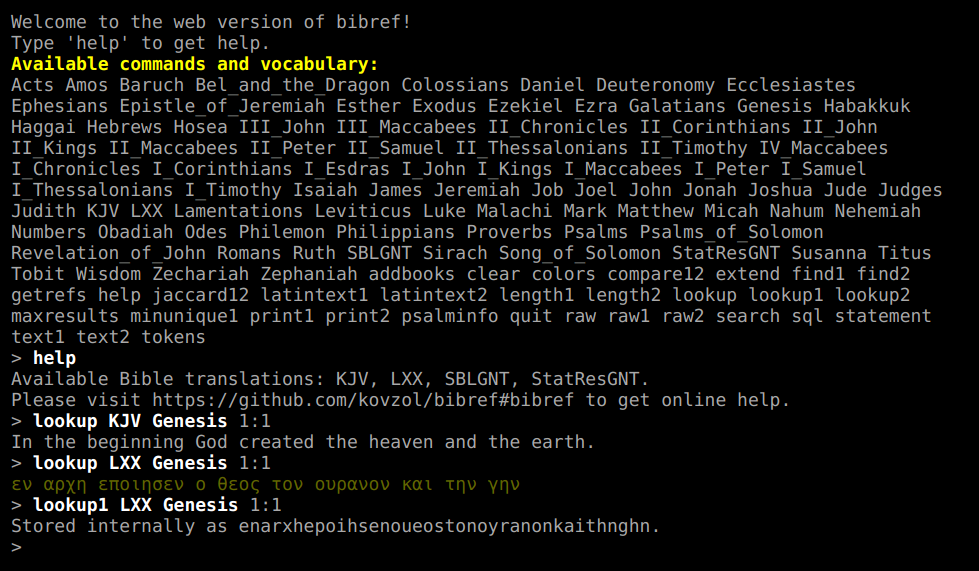 Welcome to the web version of bibref!
Type 'help' to get help.
Available commands and vocabulary:
Acts Amos Baruch Bel_and_the_Dragon Colossians Daniel Deuteronomy Ecclesiastes
Ephesians Epistle_of_Jeremiah Esther Exodus Ezekiel Ezra Galatians Genesis Habakkuk
Haggai Hebrews Hosea III_John III_Maccabees II_Chronicles II_Corinthians II_John
II_Kings II_Maccabees II_Peter II_Samuel II_Thessalonians II_Timothy IV_Maccabees
I_Chronicles I_Corinthians I_Esdras I_John I_Kings I_Maccabees I_Peter I_Samuel
I_Thessalonians I_Timothy Isaiah James Jeremiah Job Joel John Jonah Joshua Jude Judges
Judith KJV LXX Lamentations Leviticus Luke Malachi Mark Matthew Micah Nahum Nehemiah
Numbers Obadiah Odes Philemon Philippians Proverbs Psalms Psalms_of_Solomon
Revelation_of_John Romans Ruth SBLGNT Sirach Song_of_Solomon StatResGNT Susanna Titus
Tobit Wisdom Zechariah Zephaniah addbooks clear colors compare12 extend find1 find2
getrefs help jaccard12 latintext1 latintext2 length1 length2 lookup lookup1 lookup2
maxresults minunique1 print1 print2 psalminfo quit raw raw1 raw2 search sql statement
text1 text2 tokens
> help
Available Bible translations: KJV, LXX, SBLGNT, StatResGNT.
Please visit https://github.com/kovzol/bibref#bibref to get online help.
> lookup KJV Genesis 1:1
In the beginning God created the heaven and the earth.
> lookup LXX Genesis 1:1
εν αρχη εποιησεν ο θεος τον ουρανον και την γην
> lookup1 LXX Genesis 1:1
Stored internally as enarxhepoihsenoueostonoyranonkaithnghn.
>